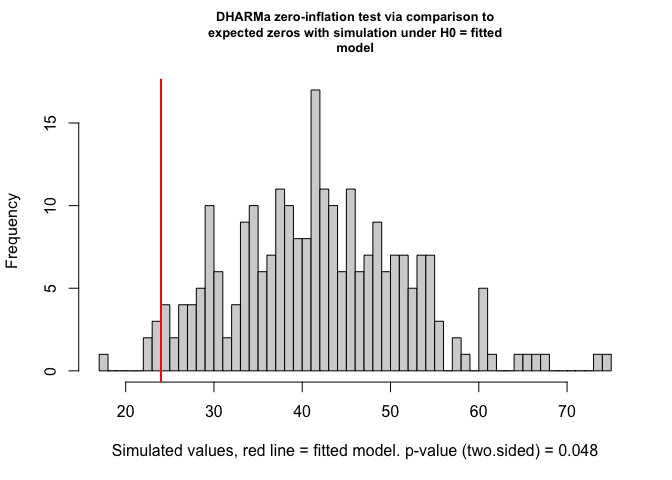 DHARMa zero-inflation test via comparison to
expected zeros with simulation under H0 = fitted
model
Frequency
15
10
5
0
20 30 40 50 60 70
Simulated values, red line = fitted model. p-value (two.sided) = 0.048